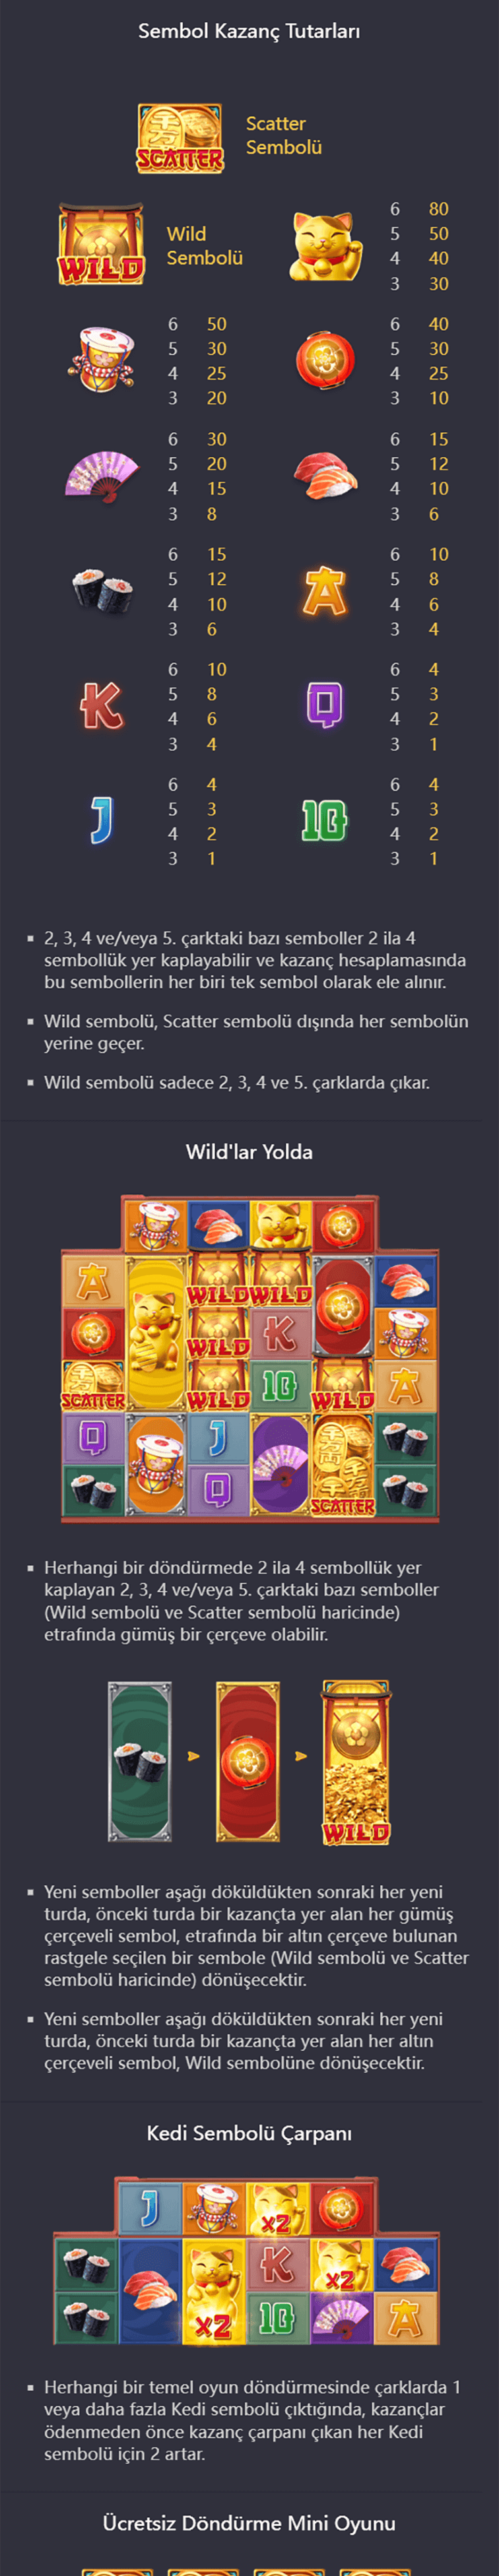 Sembol Kazanç Tutarları
SCATTER
Scatter
Sembolü
WILD
Wild
Sembolü
6 80
5 50
4 40
3 30
6 50
5 30
4 25
3 20
6 40
5 30
4 25
3 10
6 30
5 20
4 15
3 8
6 15
5 12
4 10
3 6
6 15
5 12
4 10
3 6
A
6 10
5 8
4 6
3 4
K
6 10
5 8
4 6
3 4
Q
6 4
5 3
4 2
3 1
J
6 4
5 3
4 2
3 1
10
6 4
5 3
4 2
3 1
▪ 2, 3, 4 ve/veya 5. çarktaki bazı semboller 2 ila 4
sembollük yer kaplayabilir ve kazanç hesaplamasında
bu sembollerin her biri tek sembol olarak ele alınır.
▪ Wild sembolü, Scatter sembolü dışında her sembolün
yerine geçer.
▪ Wild sembolü sadece 2, 3, 4 ve 5. çarklarda çıkar.
Wild'lar Yolda
A WILD WILD
WILD K
SCATTER WILD 10 WILD A
Q J
Q SCATTER
▪ Herhangi bir döndürmede 2 ila 4 sembollük yer
kaplayan 2, 3, 4 ve/veya 5. çarktaki bazı semboller
(Wild sembolü ve Scatter sembolü haricinde)
etrafında gümüş bir çerçeve olabilir.
WILD
▪ Yeni semboller aşağı döküldükten sonraki her yeni
turda, önceki turda bir kazançta yer alan her gümüş
çerçeveli sembol, etrafında bir altın çerçeve bulunan
rastgele seçilen bir sembole (Wild sembolü ve Scatter
sembolü haricinde) dönüşecektir.
▪ Yeni semboller aşağı döküldükten sonraki her yeni
turda, önceki turda bir kazançta yer alan her altın
çerçeveli sembol, Wild sembolüne dönüşecektir.
Kedi Sembolü Çarpanı
J x2
K x2
x2 10 A
▪ Herhangi bir temel oyun döndürmesinde çarklarda 1
veya daha fazla Kedi sembolü çıktığında, kazançlar
ödenmeden önce kazanç çarpanı çıkan her Kedi
sembolü için 2 artar.
Ücretsiz Döndürme Mini Oyunu